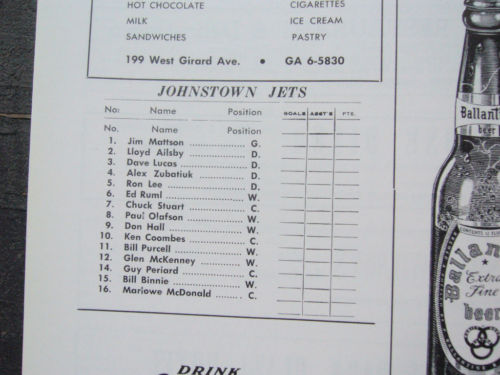 HOT CHOCOLATE CIGARETTES
MILK ICE CREAM
SANDWICHES PASTRY
199 West Girard Ave. • GA 6-5830
JOHNSTOWN JETS
No: Name Position GOALS ASST'S PTS.
No. Name Position
1. Jim Mattson .................. G.
2. Lloyd Ailsby .................. D.
3. Dave Lucas .................. D.
4. Alex Zubatiuk .................. D.
5. Ron Lee .................. D.
6. Ed Ruml .................. W.
7. Chuck Stuart .................. C.
8. Paul Olafson .................. W.
9. Don Hall .................. W.
10. Ken Coombes .................. C.
11. Bill Purcell .................. W.
12. Glen McKenney .................. W.
14. Guy Periard .................. C.
15. Bill Binnie .................. W.
16. Marlowe McDonald ......... C.
DRINK
Ballant
beer
Ballan
Extra
Fine
beer